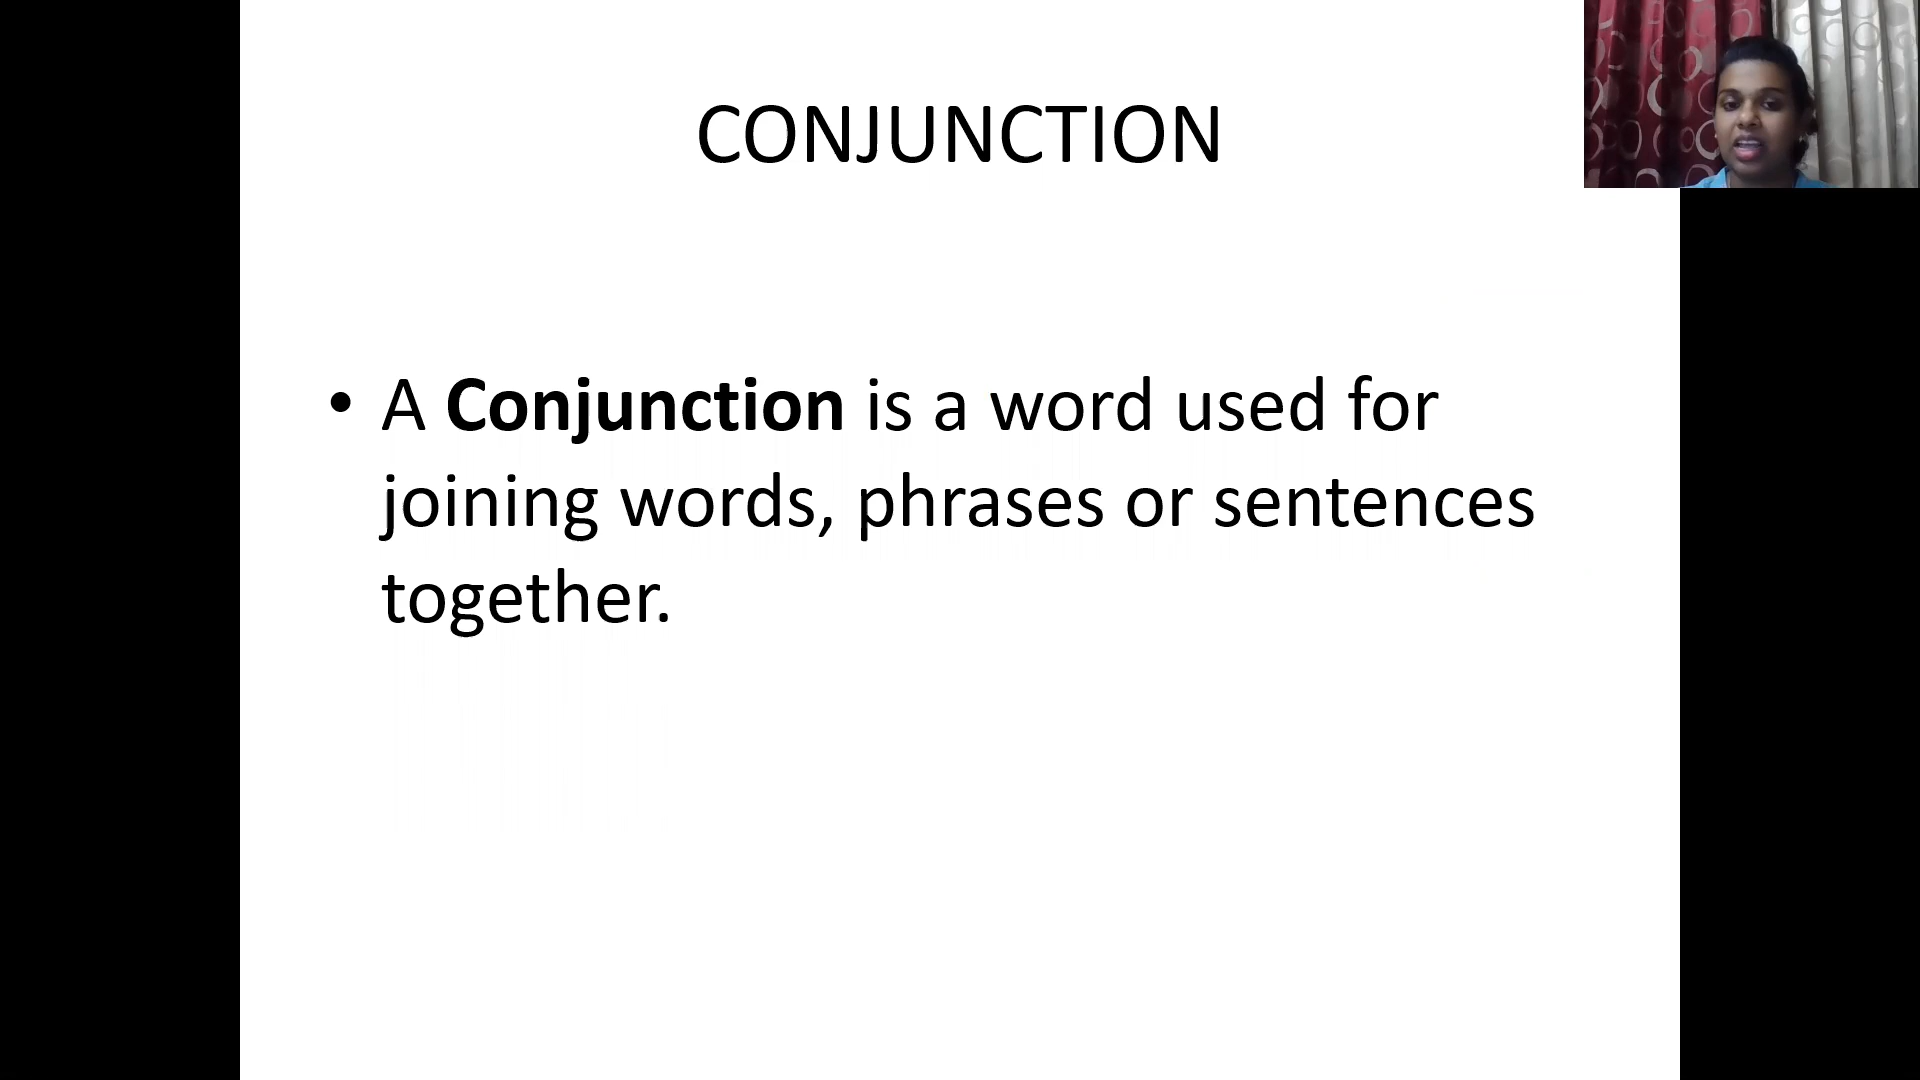 CONJUNCTION
• A Conjunction is a word used for
joining words, phrases or sentences
together.